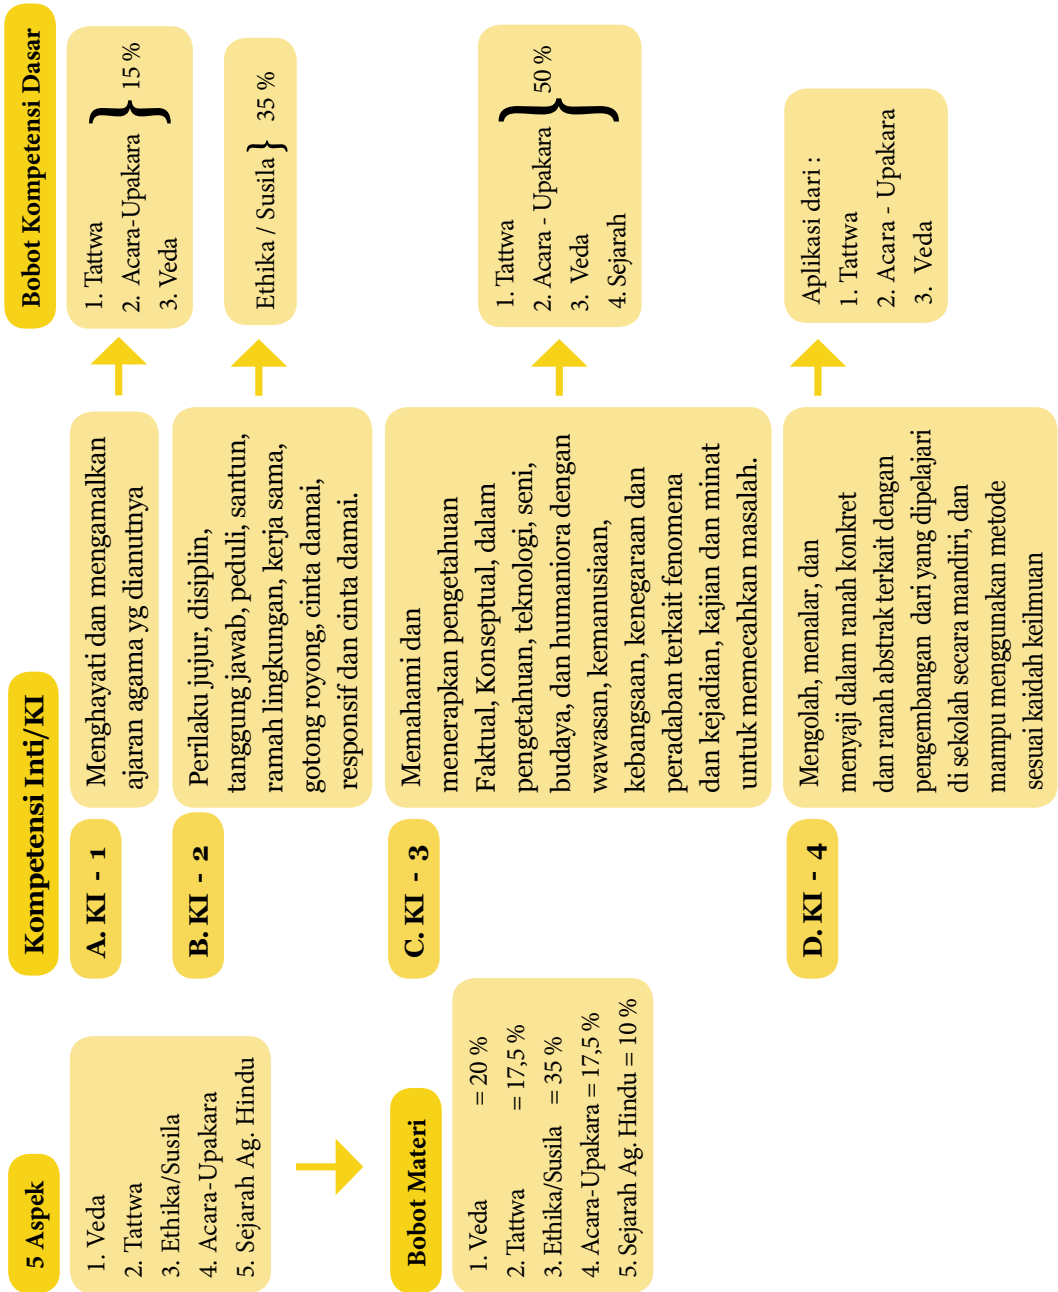 5 Aspek
1. Veda
2. Tattwa
3. Ethika/Susila
4. Acara-Upakara
5. Sejarah Ag. Hindu
Bobot Materi
1. Veda = 20 %
2. Tattwa = 17,5 %
3. Ethika/Susila = 35 %
4. Acara-Upakara = 17,5 %
5. Sejarah Ag. Hindu = 10 %
Kompetensi Inti/KI
A. KI - 1
Menghayati dan mengamalkan
ajaran agama yg dianutnya
B. KI - 2
Perilaku jujur, disiplin,
tanggung jawab, peduli, santun,
ramah lingkungan, kerja sama,
gotong royong, cinta damai,
responsif dan cinta damai.
C. KI - 3
Memahami dan
menerapkan pengetahuan
Faktual, Konseptual, dalam
pengetahuan, teknologi, seni,
budaya, dan humaniora dengan
wawasan, kemanusiaan,
kebangsaan, kenegaraan dan
peradaban terkait fenomena
dan kejadian, kajian dan minat
untuk memecahkan masalah.
D. KI - 4
Mengolah, menalar, dan
menyaji dalam ranah konkret
dan ranah abstrak terkait dengan
pengembangan dari yang dipelajari
di sekolah secara mandiri, dan
mampu menggunakan metode
sesuai kaidah keilmuan
Bobot Kompetensi Dasar
1. Tattwa
2. Acara-Upakara } 15 %
3. Veda
Ethika / Susila } 35 %
1. Tattwa
2. Acara - Upakara } 50 %
3. Veda
4. Sejarah
Aplikasi dari :
1. Tattwa
2. Acara - Upakara
3. Veda